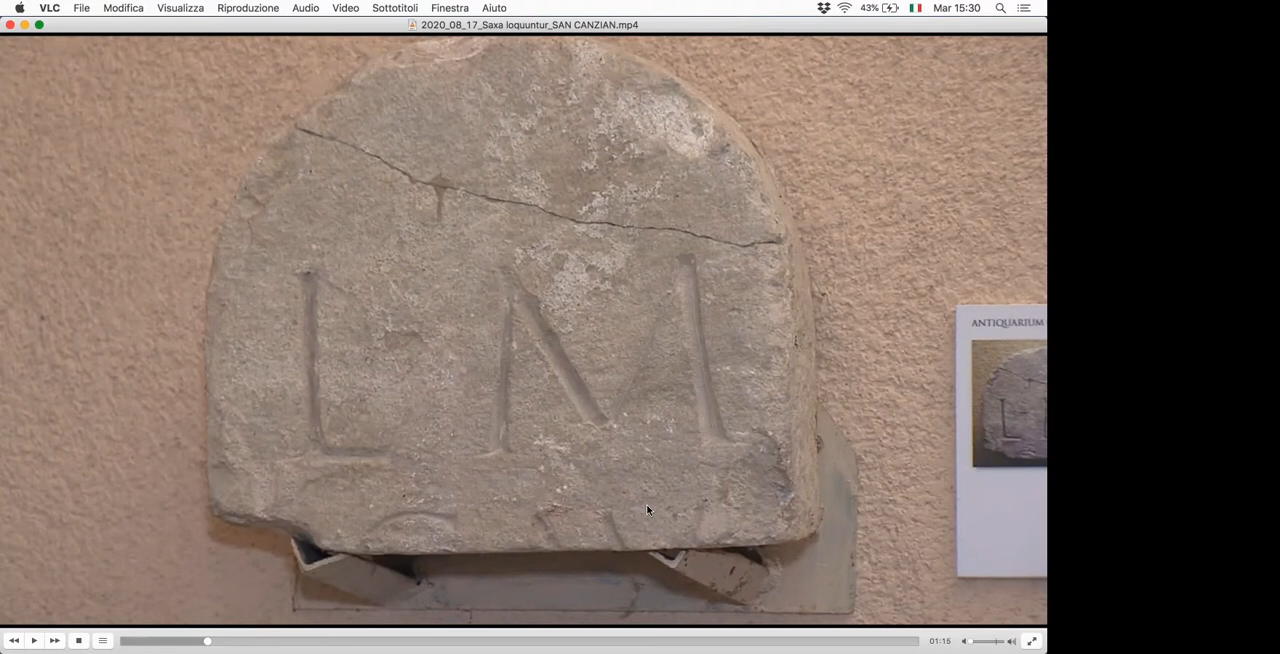 VLC File Modifica Visualizza Riproduzione Audio Video Sottotitoli Finestra Aiuto 43% Mar 15:30
2020_08_17_Saxa loquuntur_SAN CANZIAN.mp4
L M
ANTIQUARIUM
L
01:15